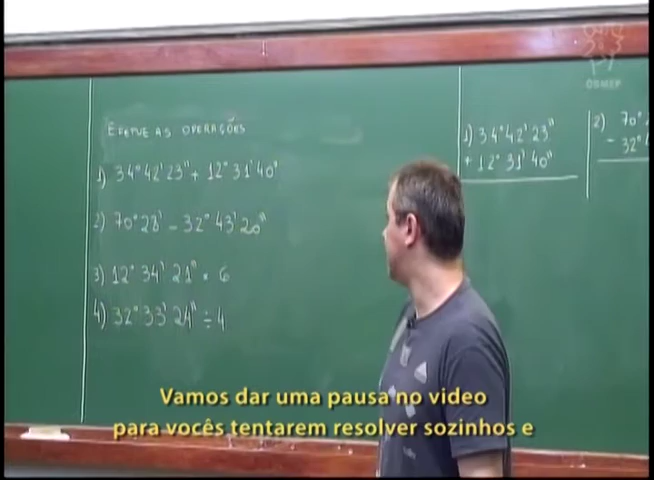 EFETUE AS OPERAÇÕES
1) 34° 42' 23" + 12° 31' 40"
2) 70° 28' - 32° 43' 20"
3) 12° 34' 21" × 6
4) 32° 33' 24" ÷ 4
1) 34° 42' 23"
+ 12° 31' 40"
2) 70°
- 32°
OBMEP
Vamos dar uma pausa no video
para vocês tentarem resolver sozinhos e